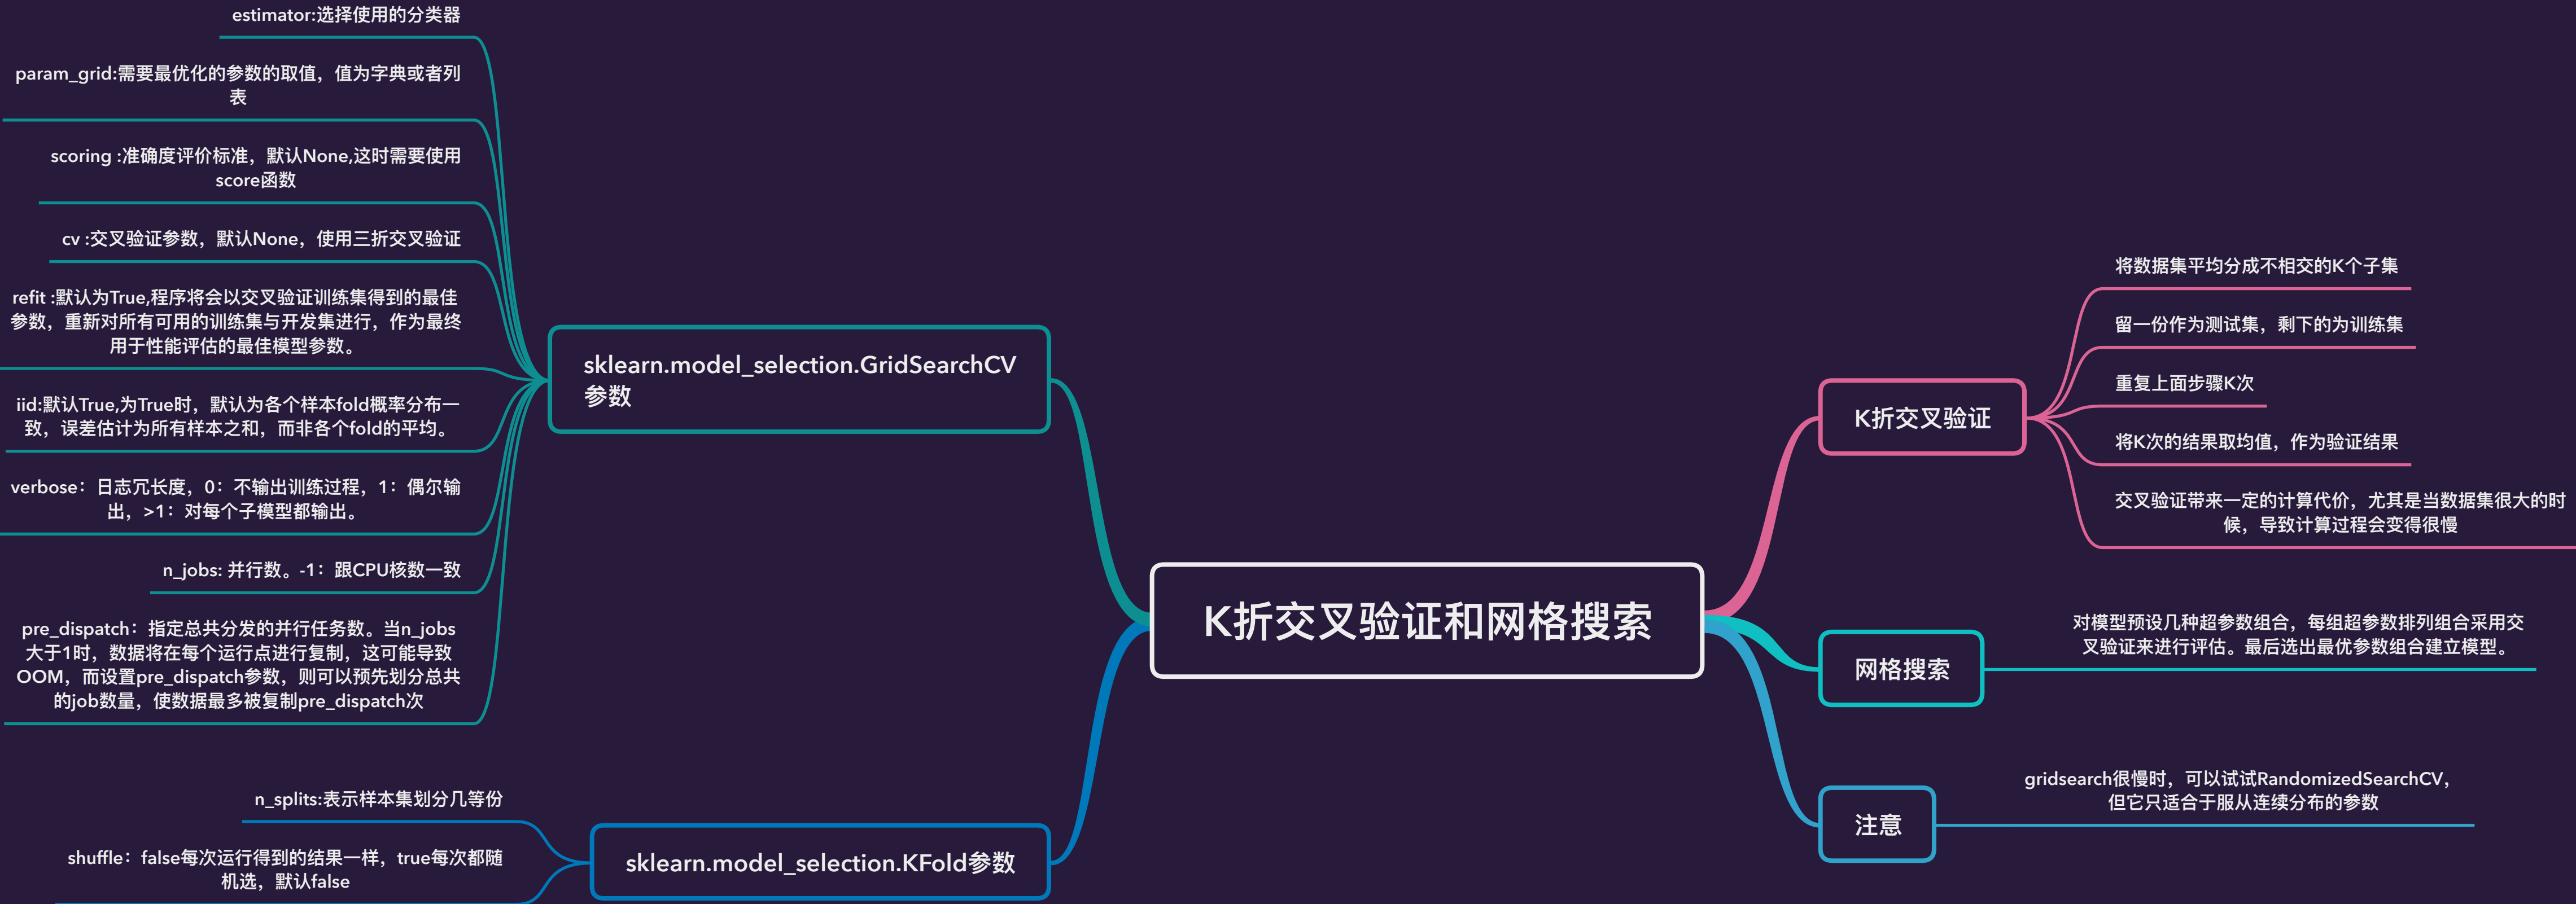 K折交叉验证和网格搜索
K折交叉验证
将数据集平均分成不相交的K个子集
留一份作为测试集，剩下的为训练集
重复上面步骤K次
将K次的结果取均值，作为验证结果
交叉验证带来一定的计算代价，尤其是当数据集很大的时
候，导致计算过程会变得很慢
网格搜索
对模型预设几种超参数组合，每组超参数排列组合采用交
叉验证来进行评估。最后选出最优参数组合建立模型。
注意
gridsearch很慢时，可以试试RandomizedSearchCV，
但它只适合于服从连续分布的参数
sklearn.model_selection.GridSearchCV
参数
estimator:选择使用的分类器
param_grid:需要最优化的参数的取值，值为字典或者列
表
scoring :准确度评价标准，默认None,这时需要使用
score函数
cv :交叉验证参数，默认None，使用三折交叉验证
refit :默认为True,程序将会以交叉验证训练集得到的最佳
参数，重新对所有可用的训练集与开发集进行，作为最终
用于性能评估的最佳模型参数。
iid:默认True,为True时，默认为各个样本fold概率分布一
致，误差估计为所有样本之和，而非各个fold的平均。
verbose：日志冗长度，0：不输出训练过程，1：偶尔输
出，>1：对每个子模型都输出。
n_jobs: 并行数。-1：跟CPU核数一致
pre_dispatch：指定总共分发的并行任务数。当n_jobs
大于1时，数据将在每个运行点进行复制，这可能导致
OOM，而设置pre_dispatch参数，则可以预先划分总共
的job数量，使数据最多被复制pre_dispatch次
sklearn.model_selection.KFold参数
n_splits:表示样本集划分几等份
shuffle：false每次运行得到的结果一样，true每次都随
机选，默认false